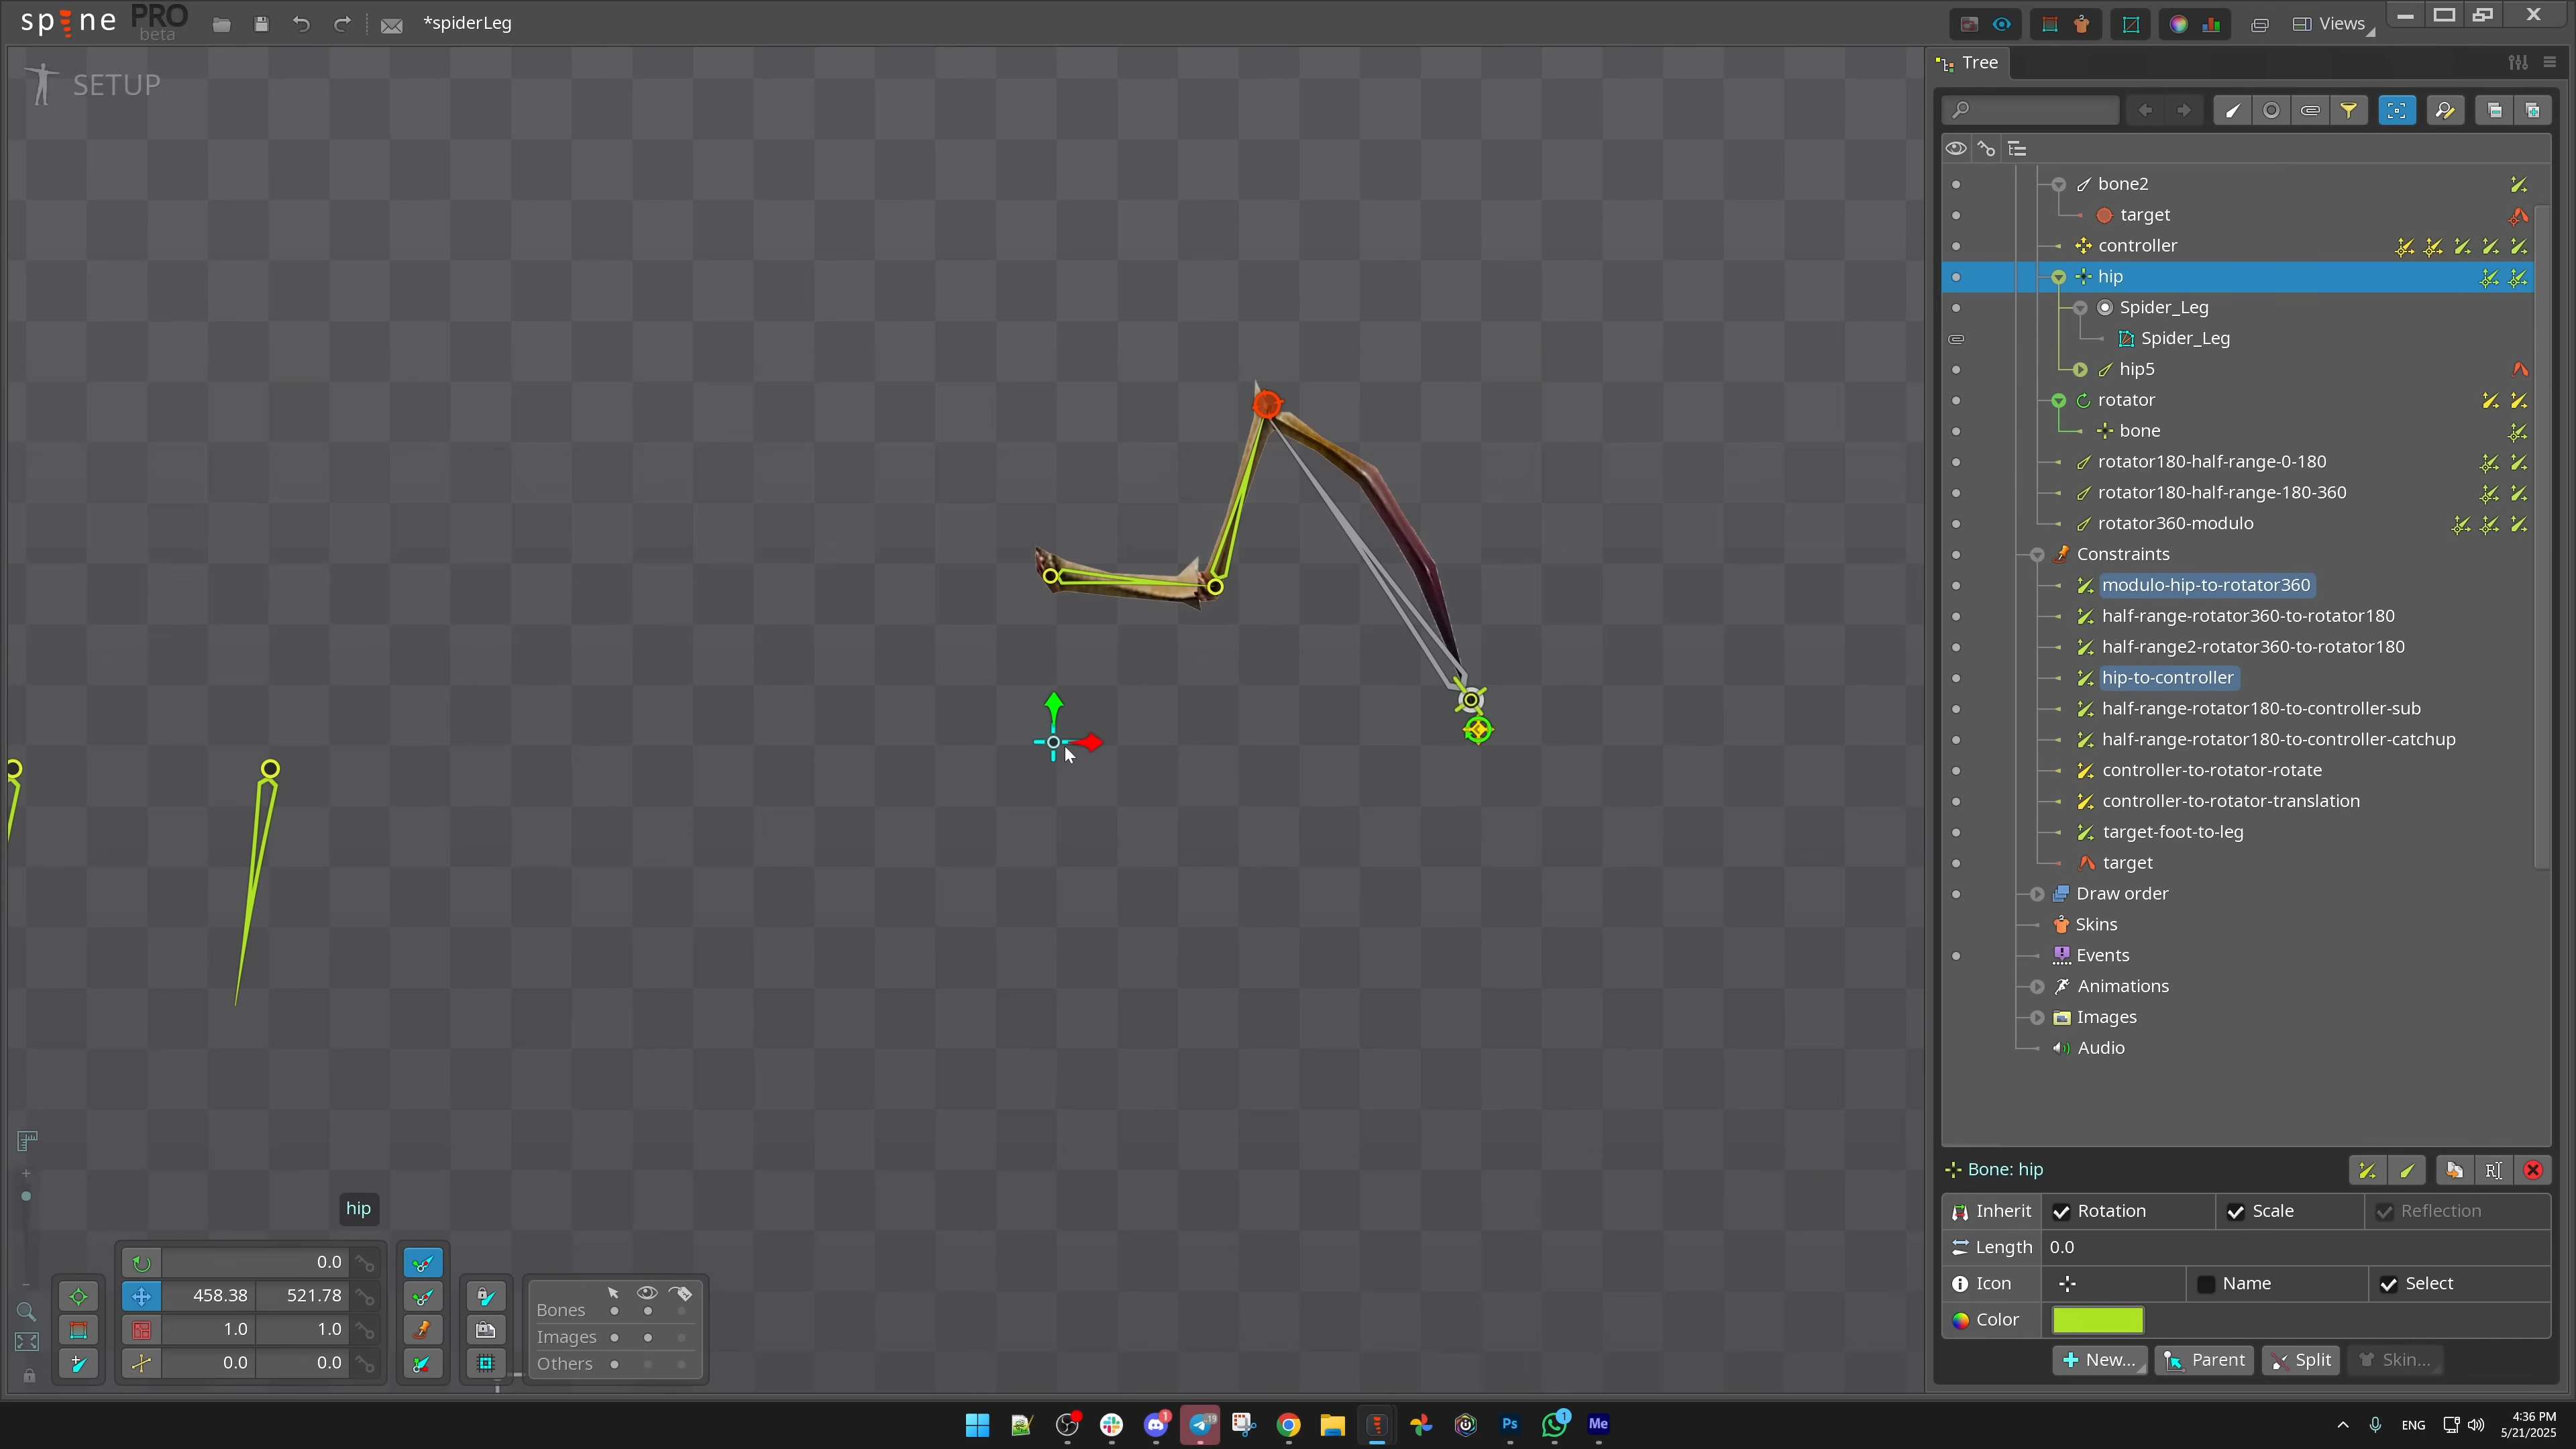 spine PRO beta
*spiderLeg
Views
SETUP
Tree
bone2
target
controller
hip
Spider_Leg
Spider_Leg
hip5
rotator
bone
rotator180-half-range-0-180
rotator180-half-range-180-360
rotator360-modulo
Constraints
modulo-hip-to-rotator360
half-range-rotator360-to-rotator180
half-range2-rotator360-to-rotator180
hip-to-controller
half-range-rotator180-to-controller-sub
half-range-rotator180-to-controller-catchup
controller-to-rotator-rotate
controller-to-rotator-translation
target-foot-to-leg
target
Draw order
Skins
Events
Animations
Images
Audio
Bone: hip
Inherit Rotation Scale Reflection
Length 0.0
Icon Name Select
Color
+ New... Parent Split Skin...
hip
0.0
458.38 521.78
1.0 1.0
0.0 0.0
Bones
Images
Others
19
1
1
Ps
Me
ENG
4:36 PM
5/21/2025